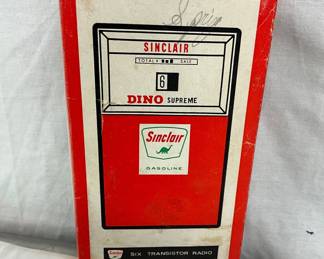 SINCLAIR
TOTAL SALE
6
DINO SUPREME
Sinclair
GASOLINE
SIX TRANSISTOR RADIO